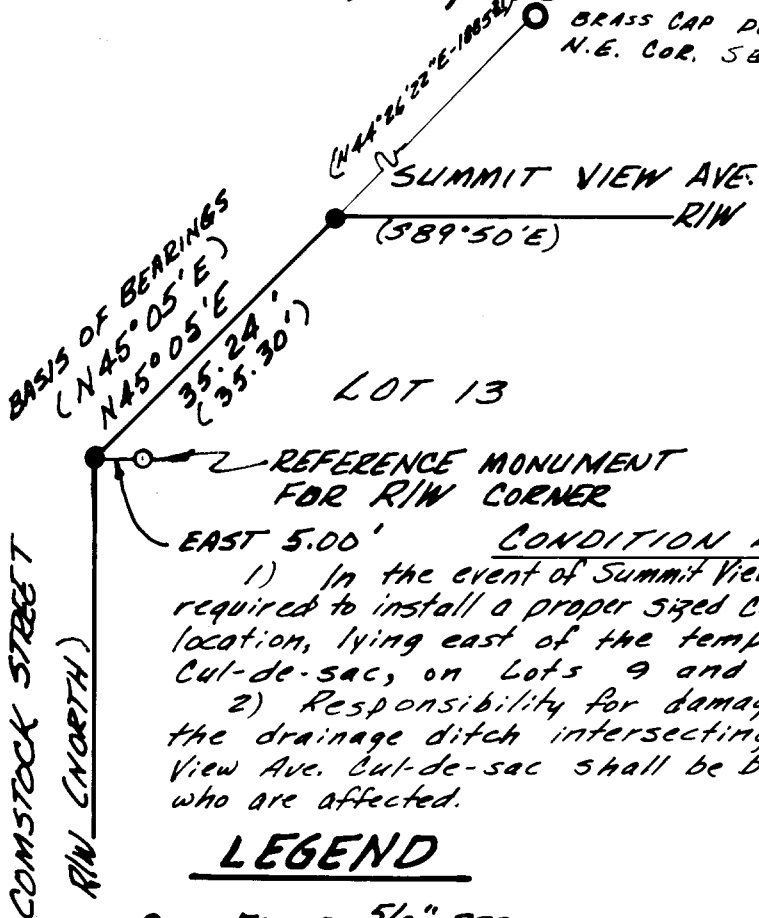 (N44°26'22"E-1885
BRASS CAP
N.E. COR.
SUMMIT VIEW AVE.
R/W
(S89°50'E)
BASIS OF BEARINGS
(N45°05'E)
N45°05'E
35.24'
(35.30')
LOT 13
REFERENCE MONUMENT
FOR R/W CORNER
EAST 5.00'
CONDITION
1) In the event of Summit View
required to install a proper sized
location, lying east of the
Cul-de-sac, on Lots 9 and
2) Responsibility for
the drainage ditch intersecting
View Ave. Cul-de-sac shall be
who are affected.
COMSTOCK STREET
R/W (NORTH)
LEGEND
5/8"